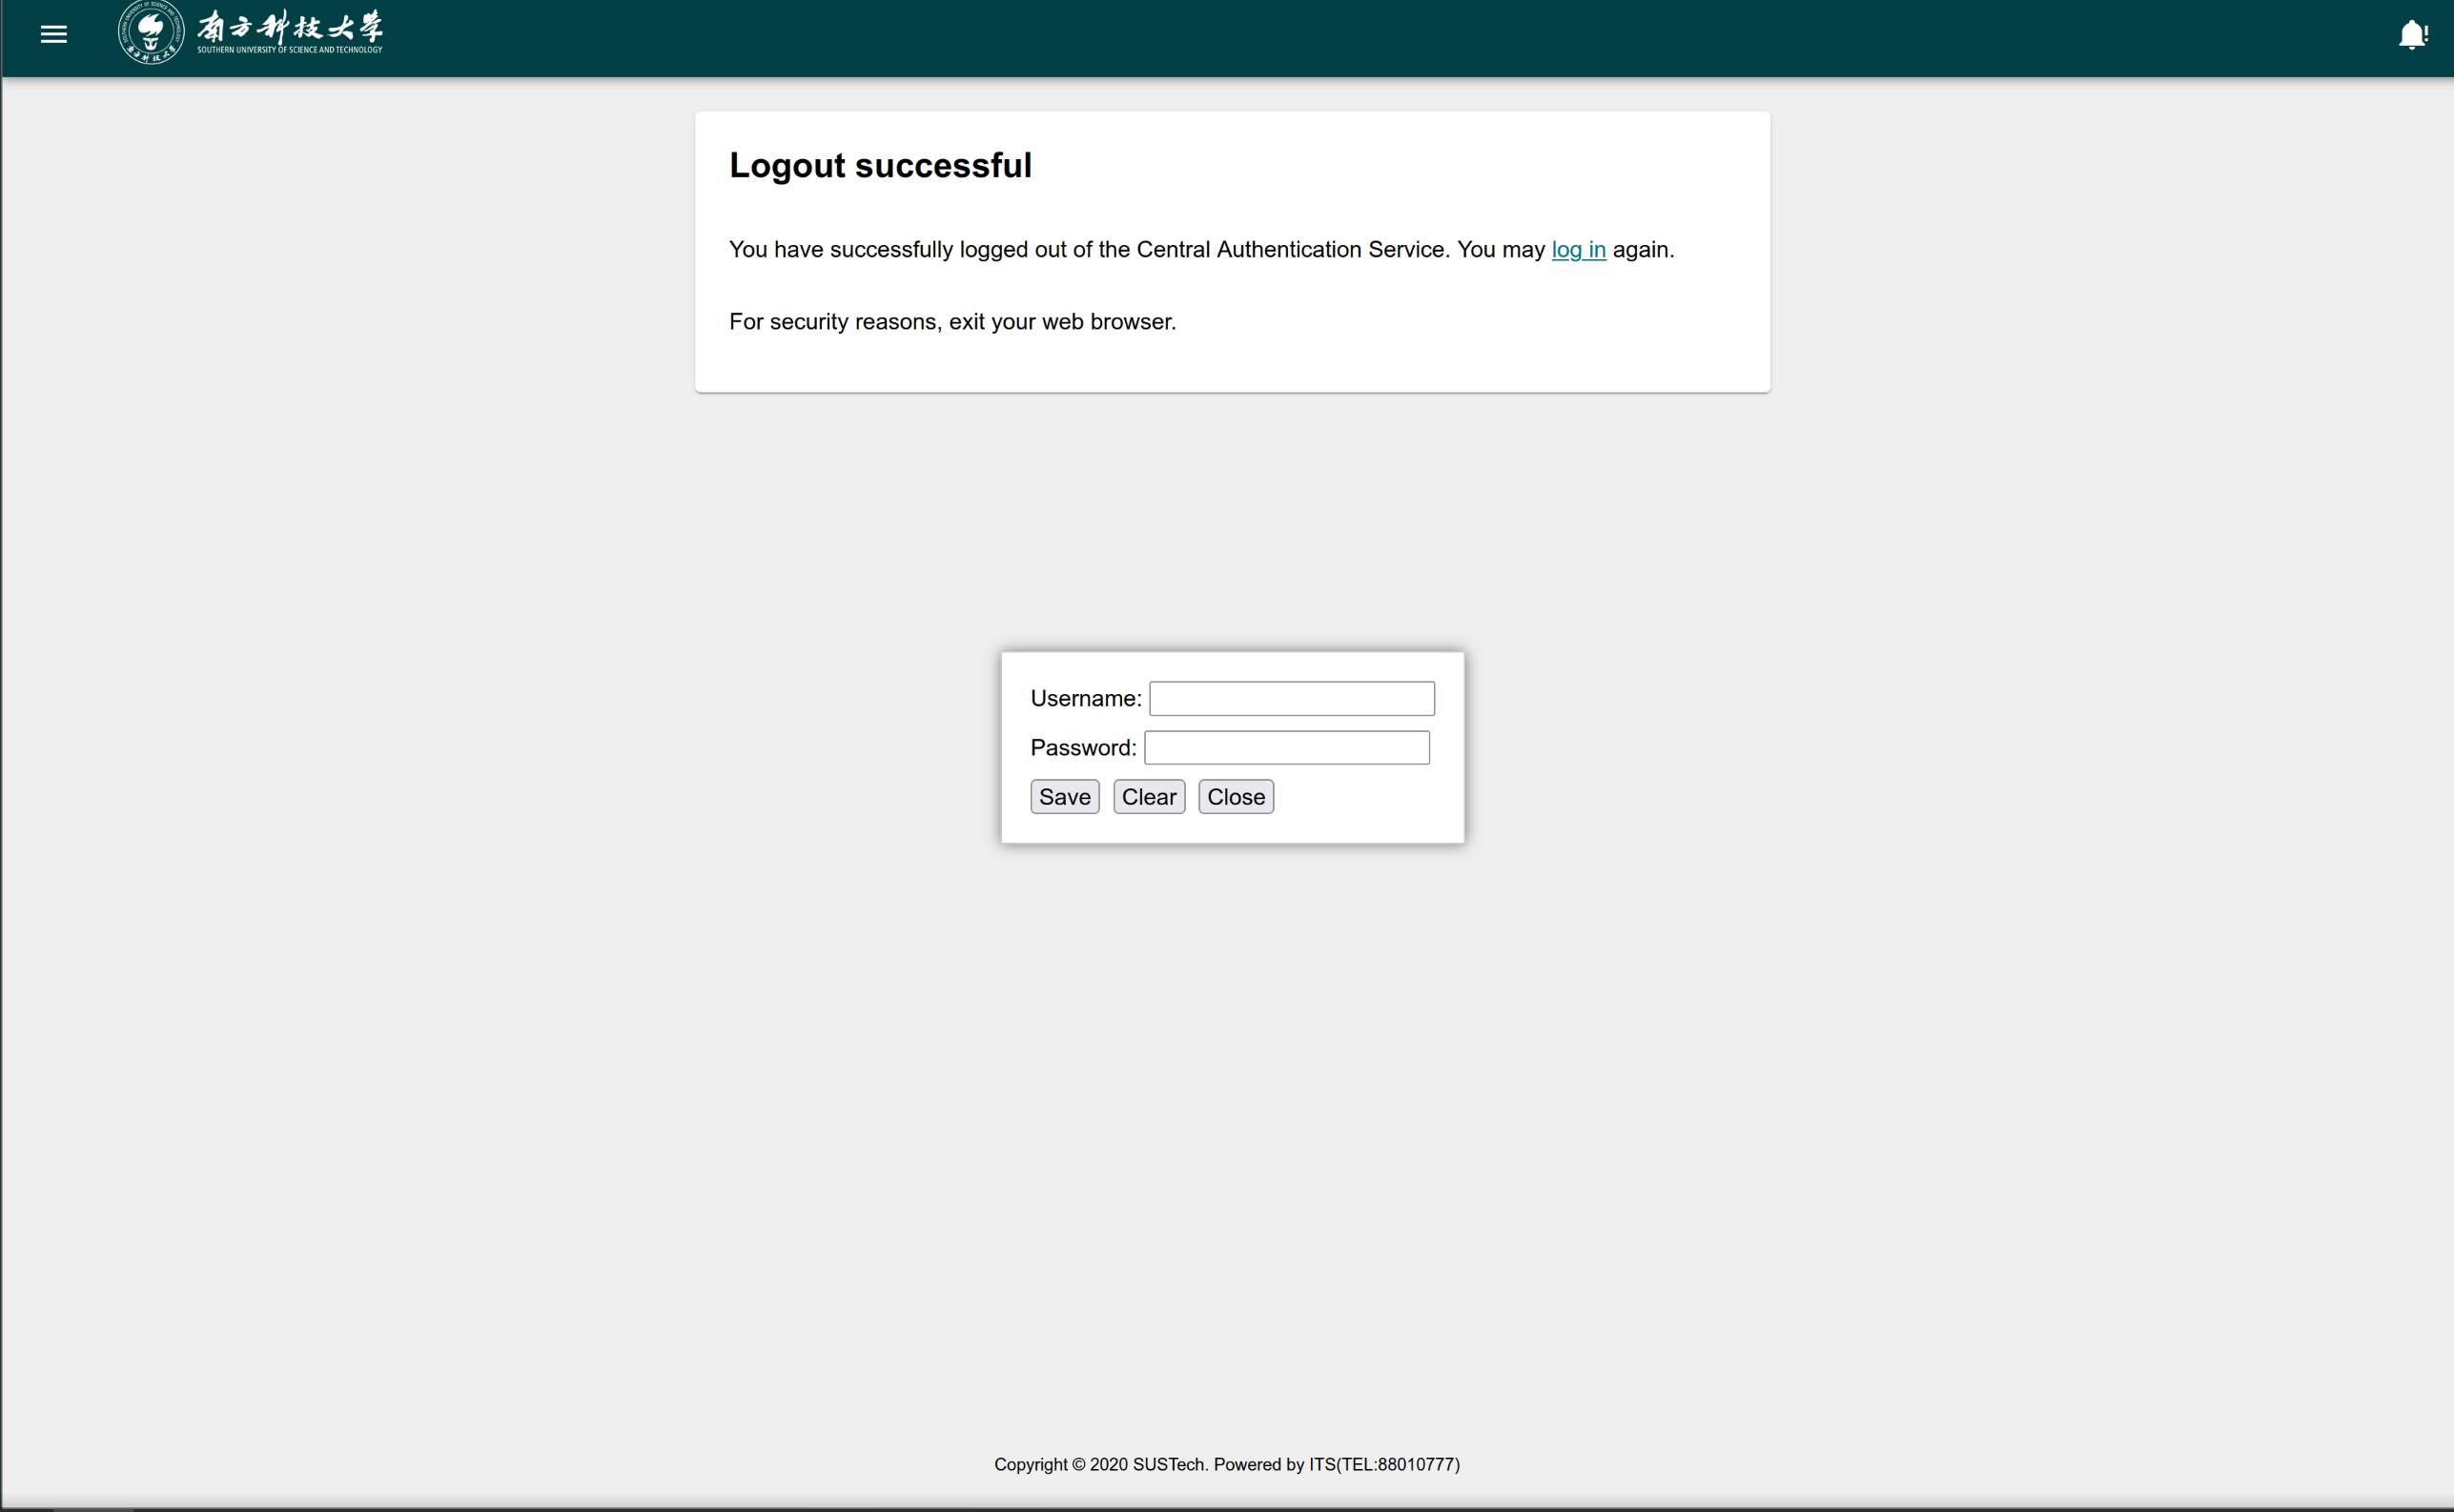 南方科技大学
SOUTHERN UNIVERSITY OF SCIENCE AND TECHNOLOGY
Logout successful
You have successfully logged out of the Central Authentication Service. You may log in again.
For security reasons, exit your web browser.
Username:
Password:
Save Clear Close
Copyright © 2020 SUSTech. Powered by ITS(TEL:88010777)